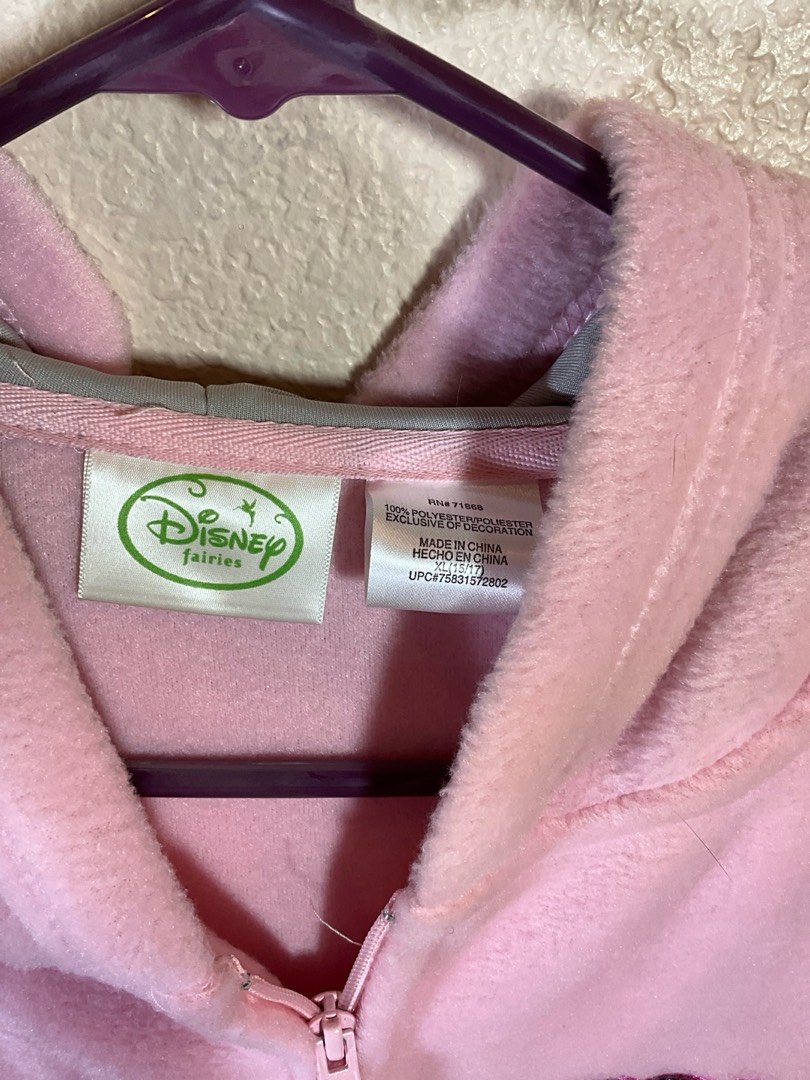 Disney
fairies
RN# 71868
100% POLYESTER/POLIESTER
EXCLUSIVE OF DECORATION
MADE IN CHINA
HECHO EN CHINA
XL(15/17)
UPC#75831572802